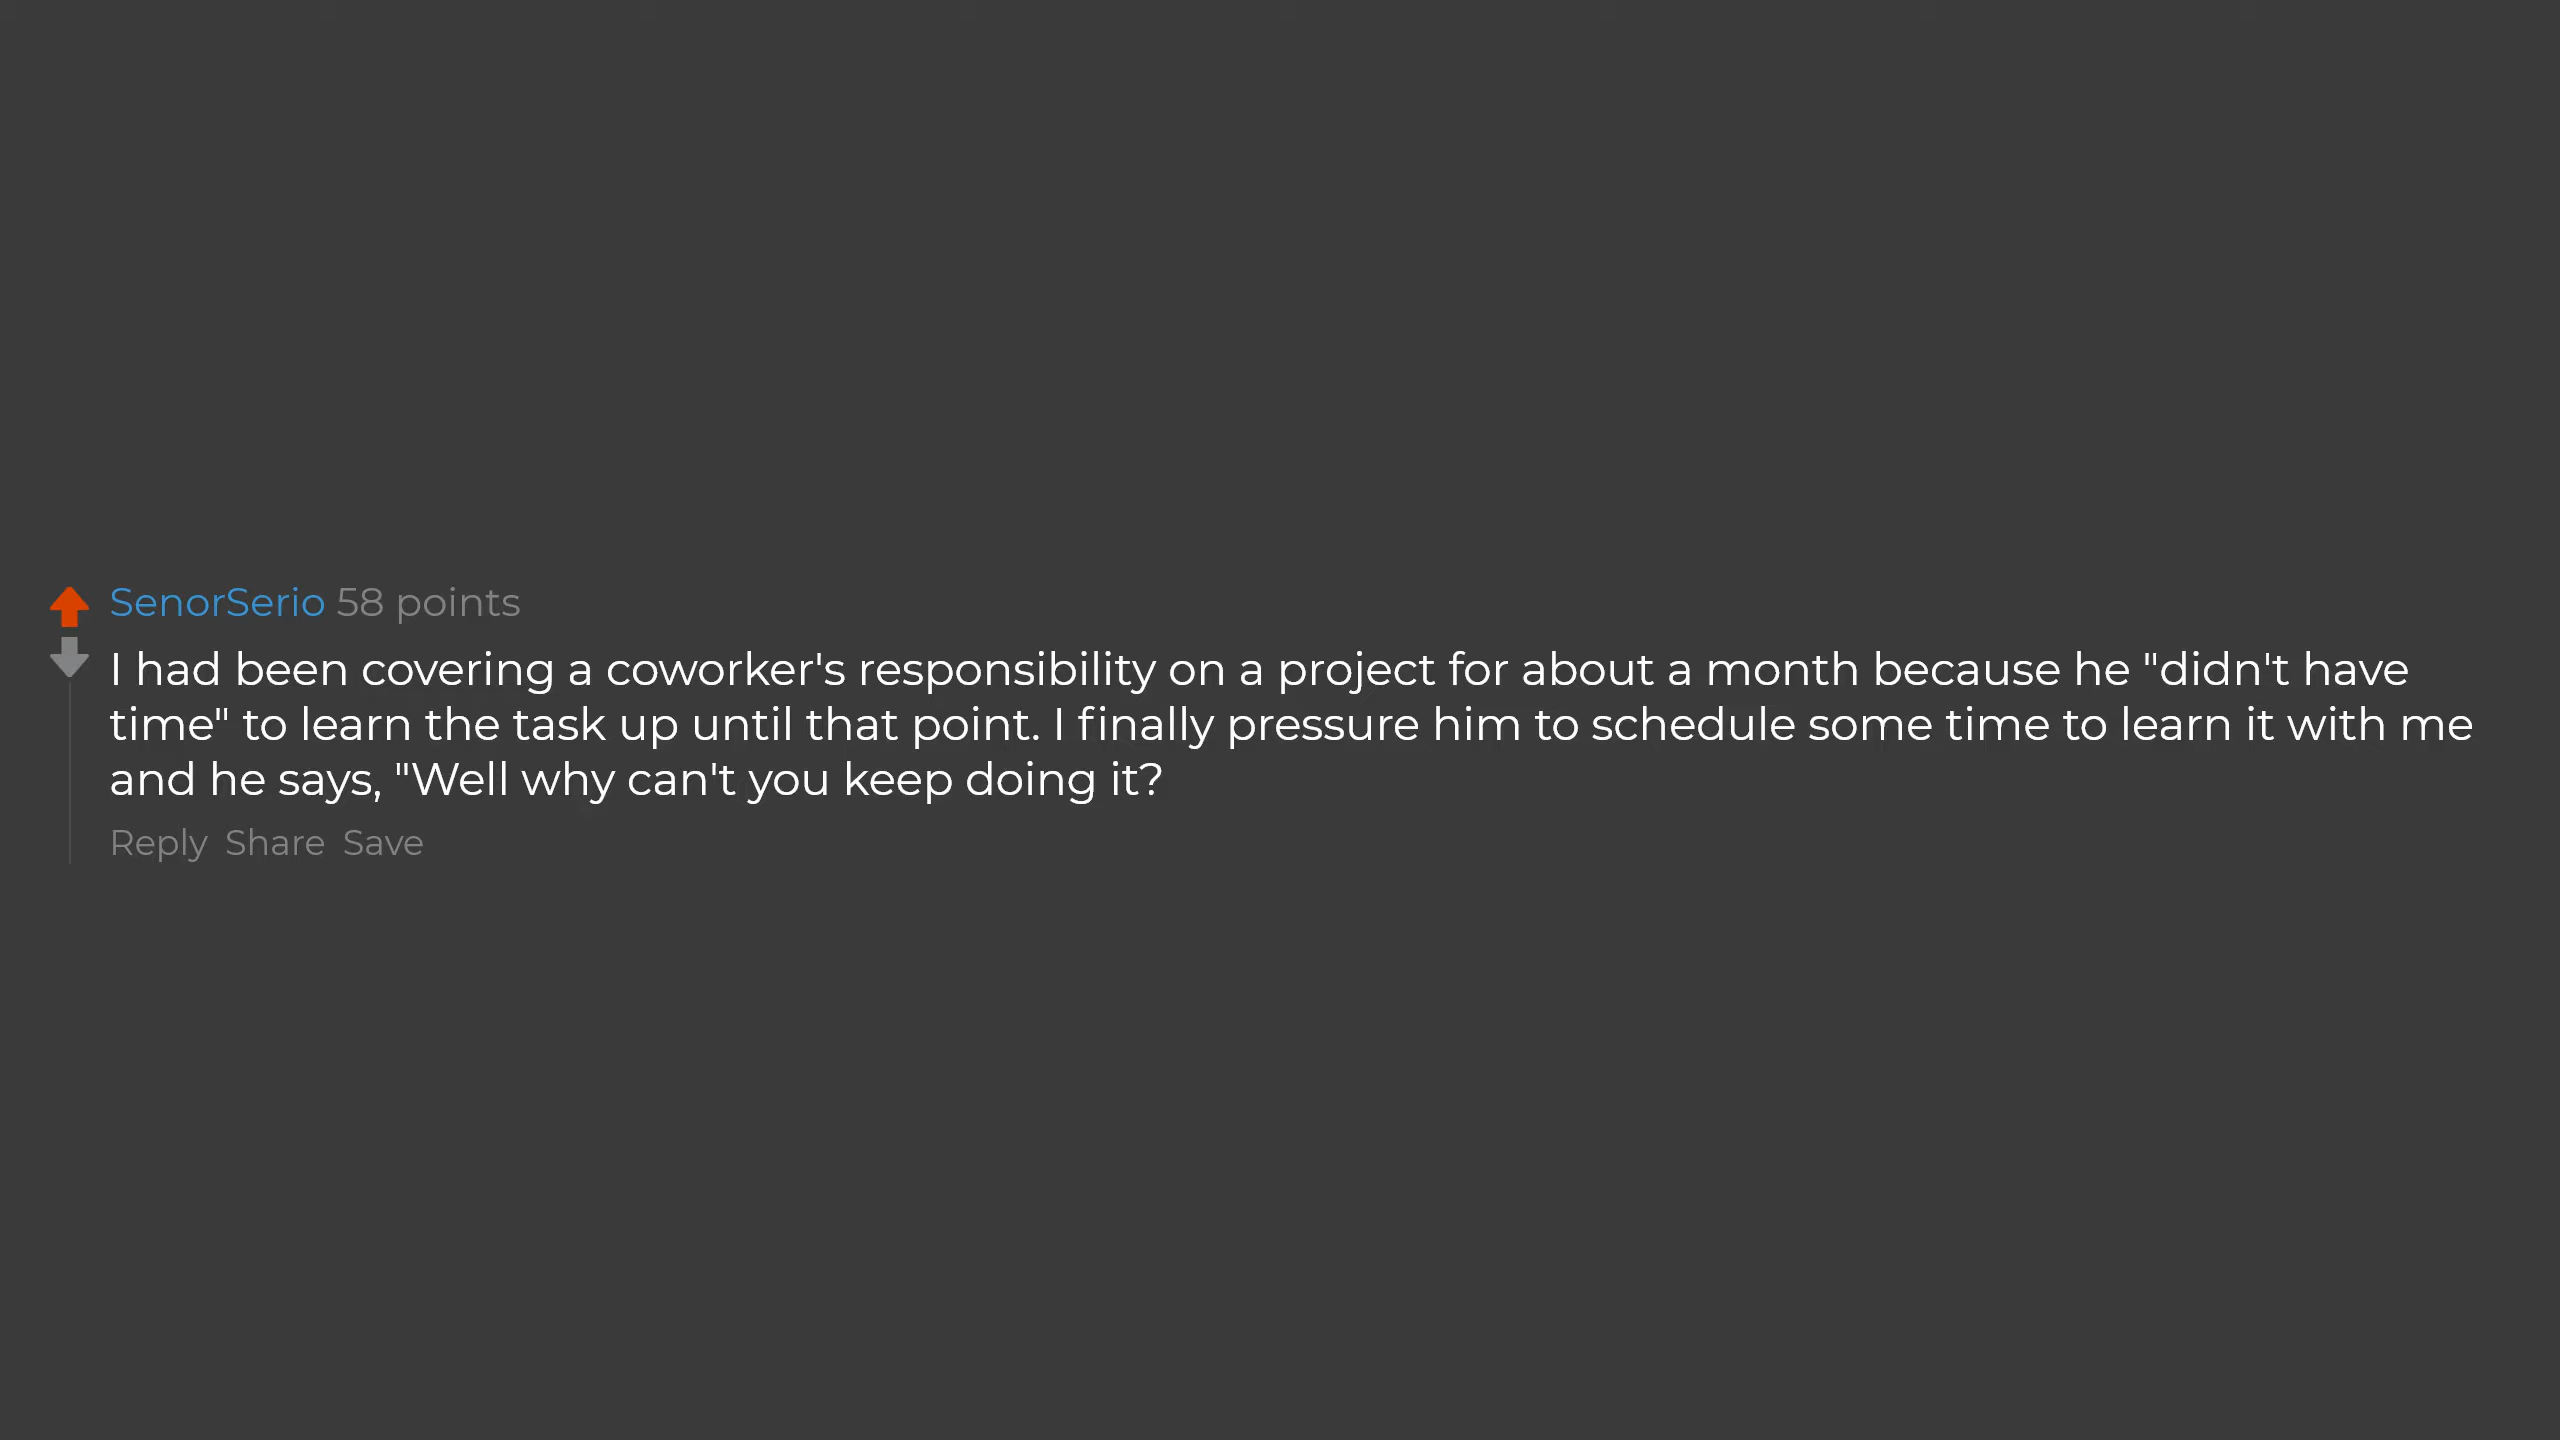 SenorSerio 58 points
I had been covering a coworker's responsibility on a project for about a month because he "didn't have
time" to learn the task up until that point. I finally pressure him to schedule some time to learn it with me
and he says, "Well why can't you keep doing it?
Reply Share Save